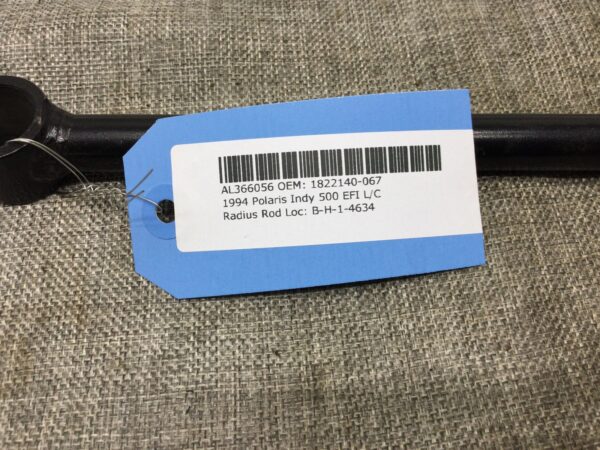 AL366056 OEM: 1822140-067
1994 Polaris Indy 500 EFI L/C
Radius Rod Loc: B-H-1-4634